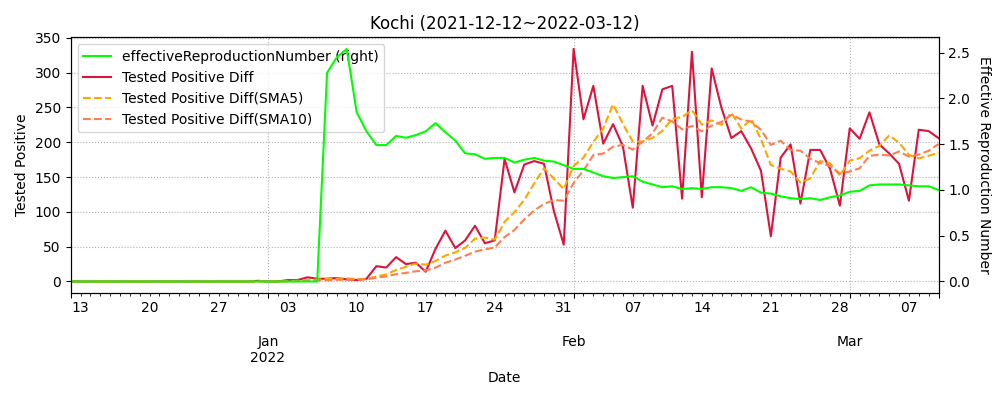 Kochi (2021-12-12~2022-03-12)
effectiveReproductionNumber (right)
Tested Positive Diff
Tested Positive Diff(SMA5)
Tested Positive Diff(SMA10)
Tested Positive
350
300
250
200
150
100
50
0
Effective Reproduction Number
2.5
2.0
1.5
1.0
0.5
0.0
13 20 27 03 10 17 24 31 07 14 21 28 07
Jan Feb Mar
2022
Date